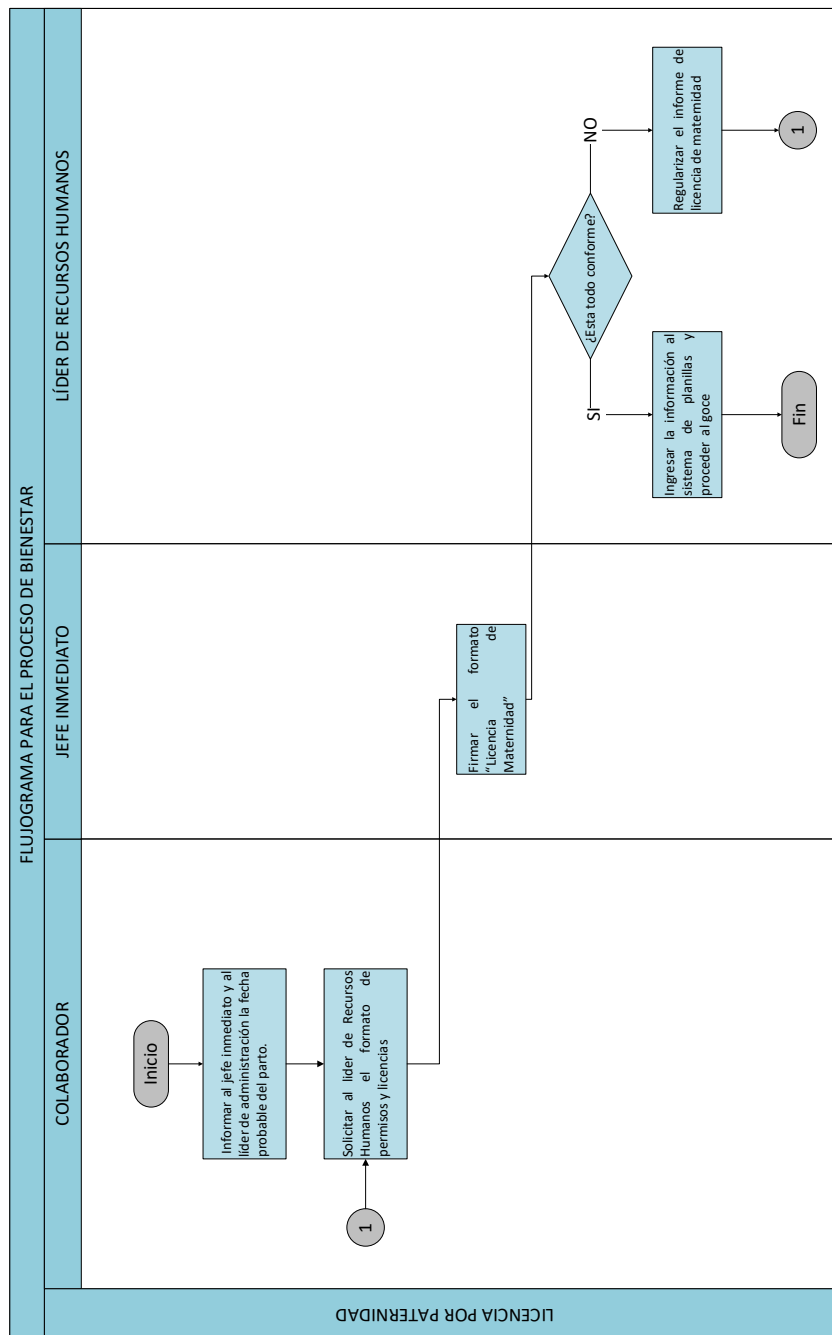 FLUJOGRAMA PARA EL PROCESO DE BIENESTAR
COLABORADOR
JEFE INMEDIATO
LÍDER DE RECURSOS HUMANOS
LICENCIA POR PATERNIDAD
Inicio
Informar al jefe inmediato y al
líder de administración la fecha
probable del parto.
1
Solicitar al lider de Recursos
Humanos el formato de
permisos y licencias
Firmar el formato de
“Licencia
Maternidad”
¿Esta todo conforme?
SI
NO
Ingresar la información al
sistema de planillas y
proceder al goce
Regularizar el informe de
licencia de maternidad
Fin
1